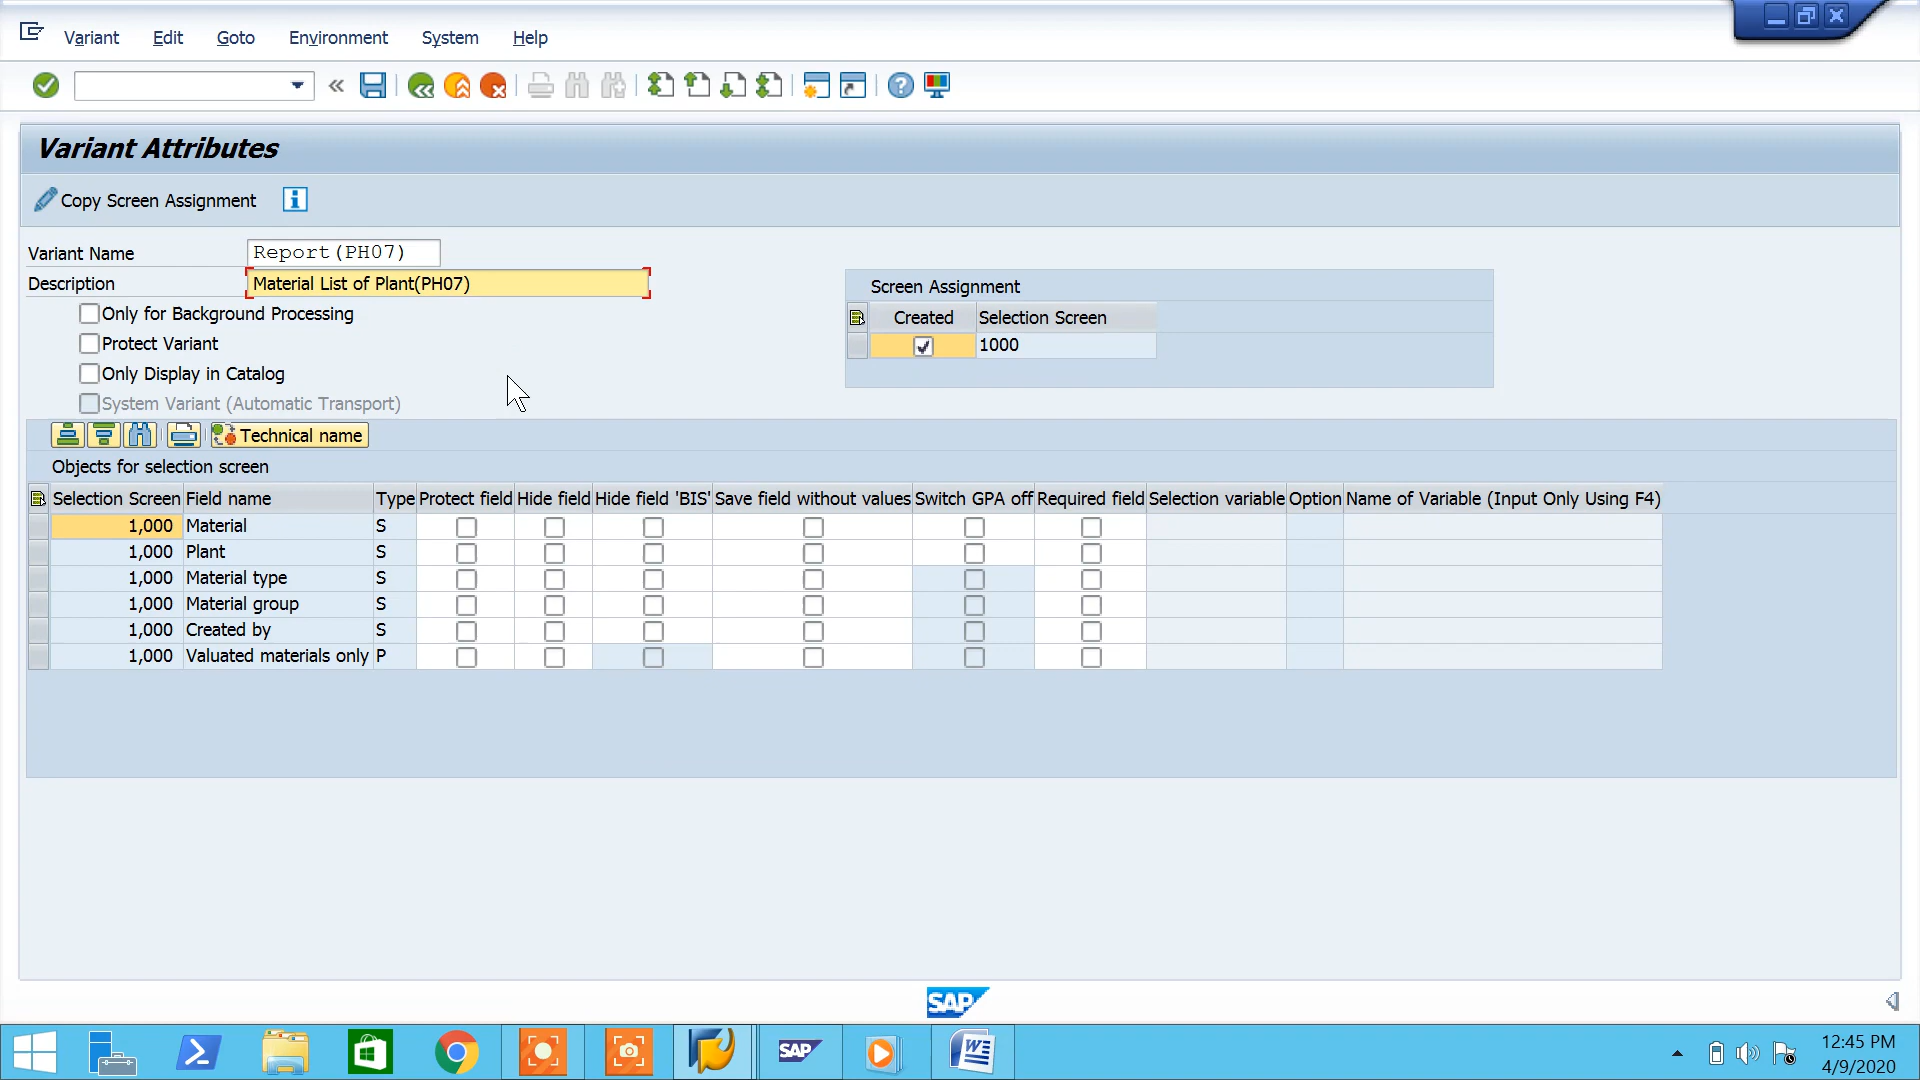 Variant Edit Goto Environment System Help
Variant Attributes
Copy Screen Assignment
Variant Name Report(PH07)
Description Material List of Plant(PH07)
Only for Background Processing
Protect Variant
Only Display in Catalog
System Variant (Automatic Transport)
Screen Assignment
Created Selection Screen
1000
Technical name
Objects for selection screen
Selection Screen Field name Type Protect field Hide field Hide field 'BIS' Save field without values Switch GPA off Required field Selection variable Option Name of Variable (Input Only Using F4)
1,000 Material S
1,000 Plant S
1,000 Material type S
1,000 Material group S
1,000 Created by S
1,000 Valuated materials only P
SAP
SAP
12:45 PM
4/9/2020